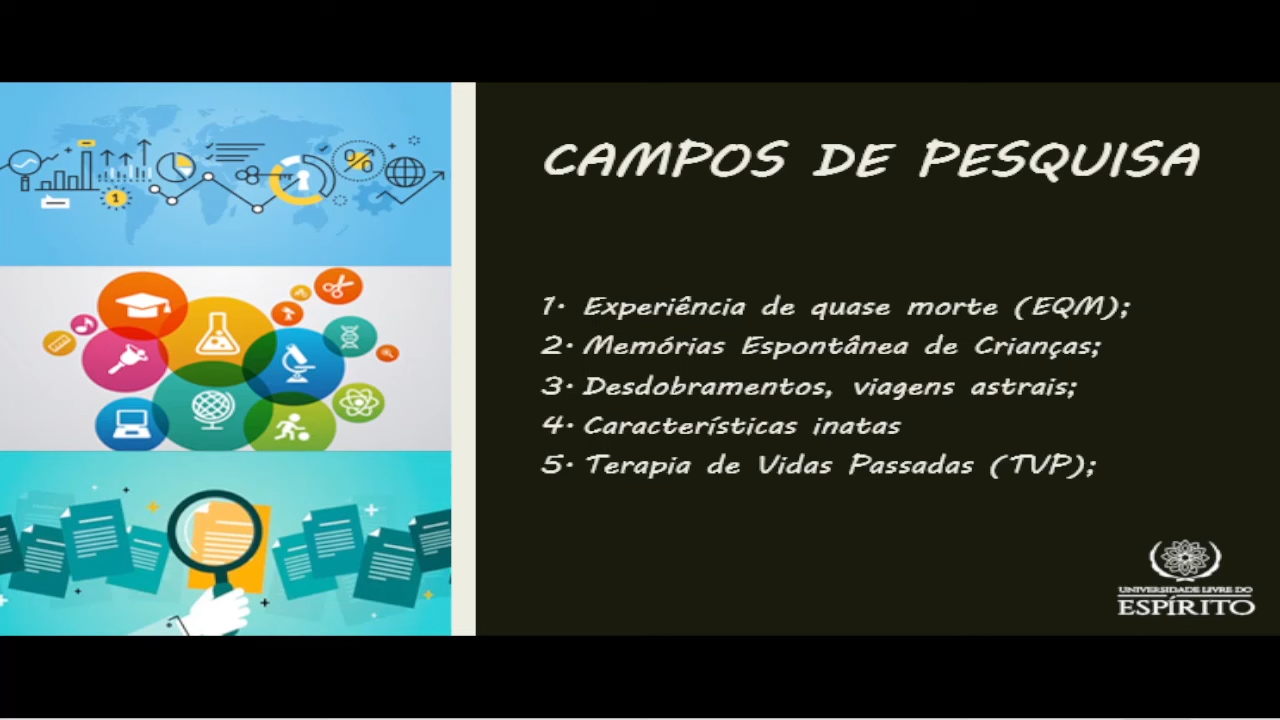 CAMPOS DE PESQUISA
1. Experiência de quase morte (EQM);
2. Memórias Espontânea de Crianças;
3. Desdobramentos, viagens astrais;
4. Características inatas
5. Terapia de Vidas Passadas (TVP);
%
1
UNIVERSIDADE LIVRE DO
ESPÍRITO